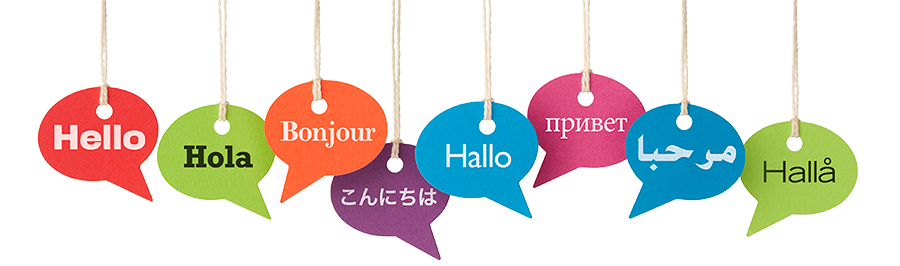 Hello
Hola
Bonjour
こんにちは
Hallo
привет
مرحبا
Hallå